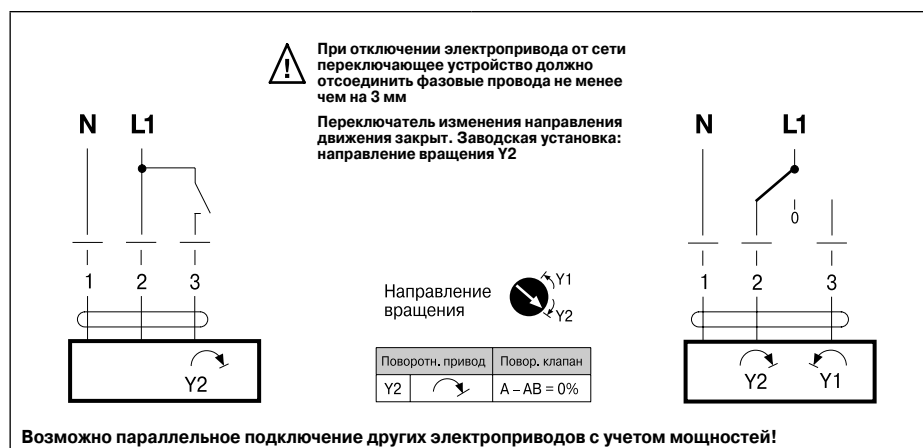 При отключении электропривода от сети
переключающее устройство должно
отсоединить фазовые провода не менее
чем на 3 мм
Переключатель изменения направления
движения закрыт. Заводская установка:
направление вращения Y2
N L1
1 2 3
Y2
Направление
вращения
Y1
Y2
Поворотн. привод Повор. клапан
Y2 A – AB = 0%
N L1
0
1 2 3
Y2 Y1
Возможно параллельное подключение других электроприводов с учетом мощностей!